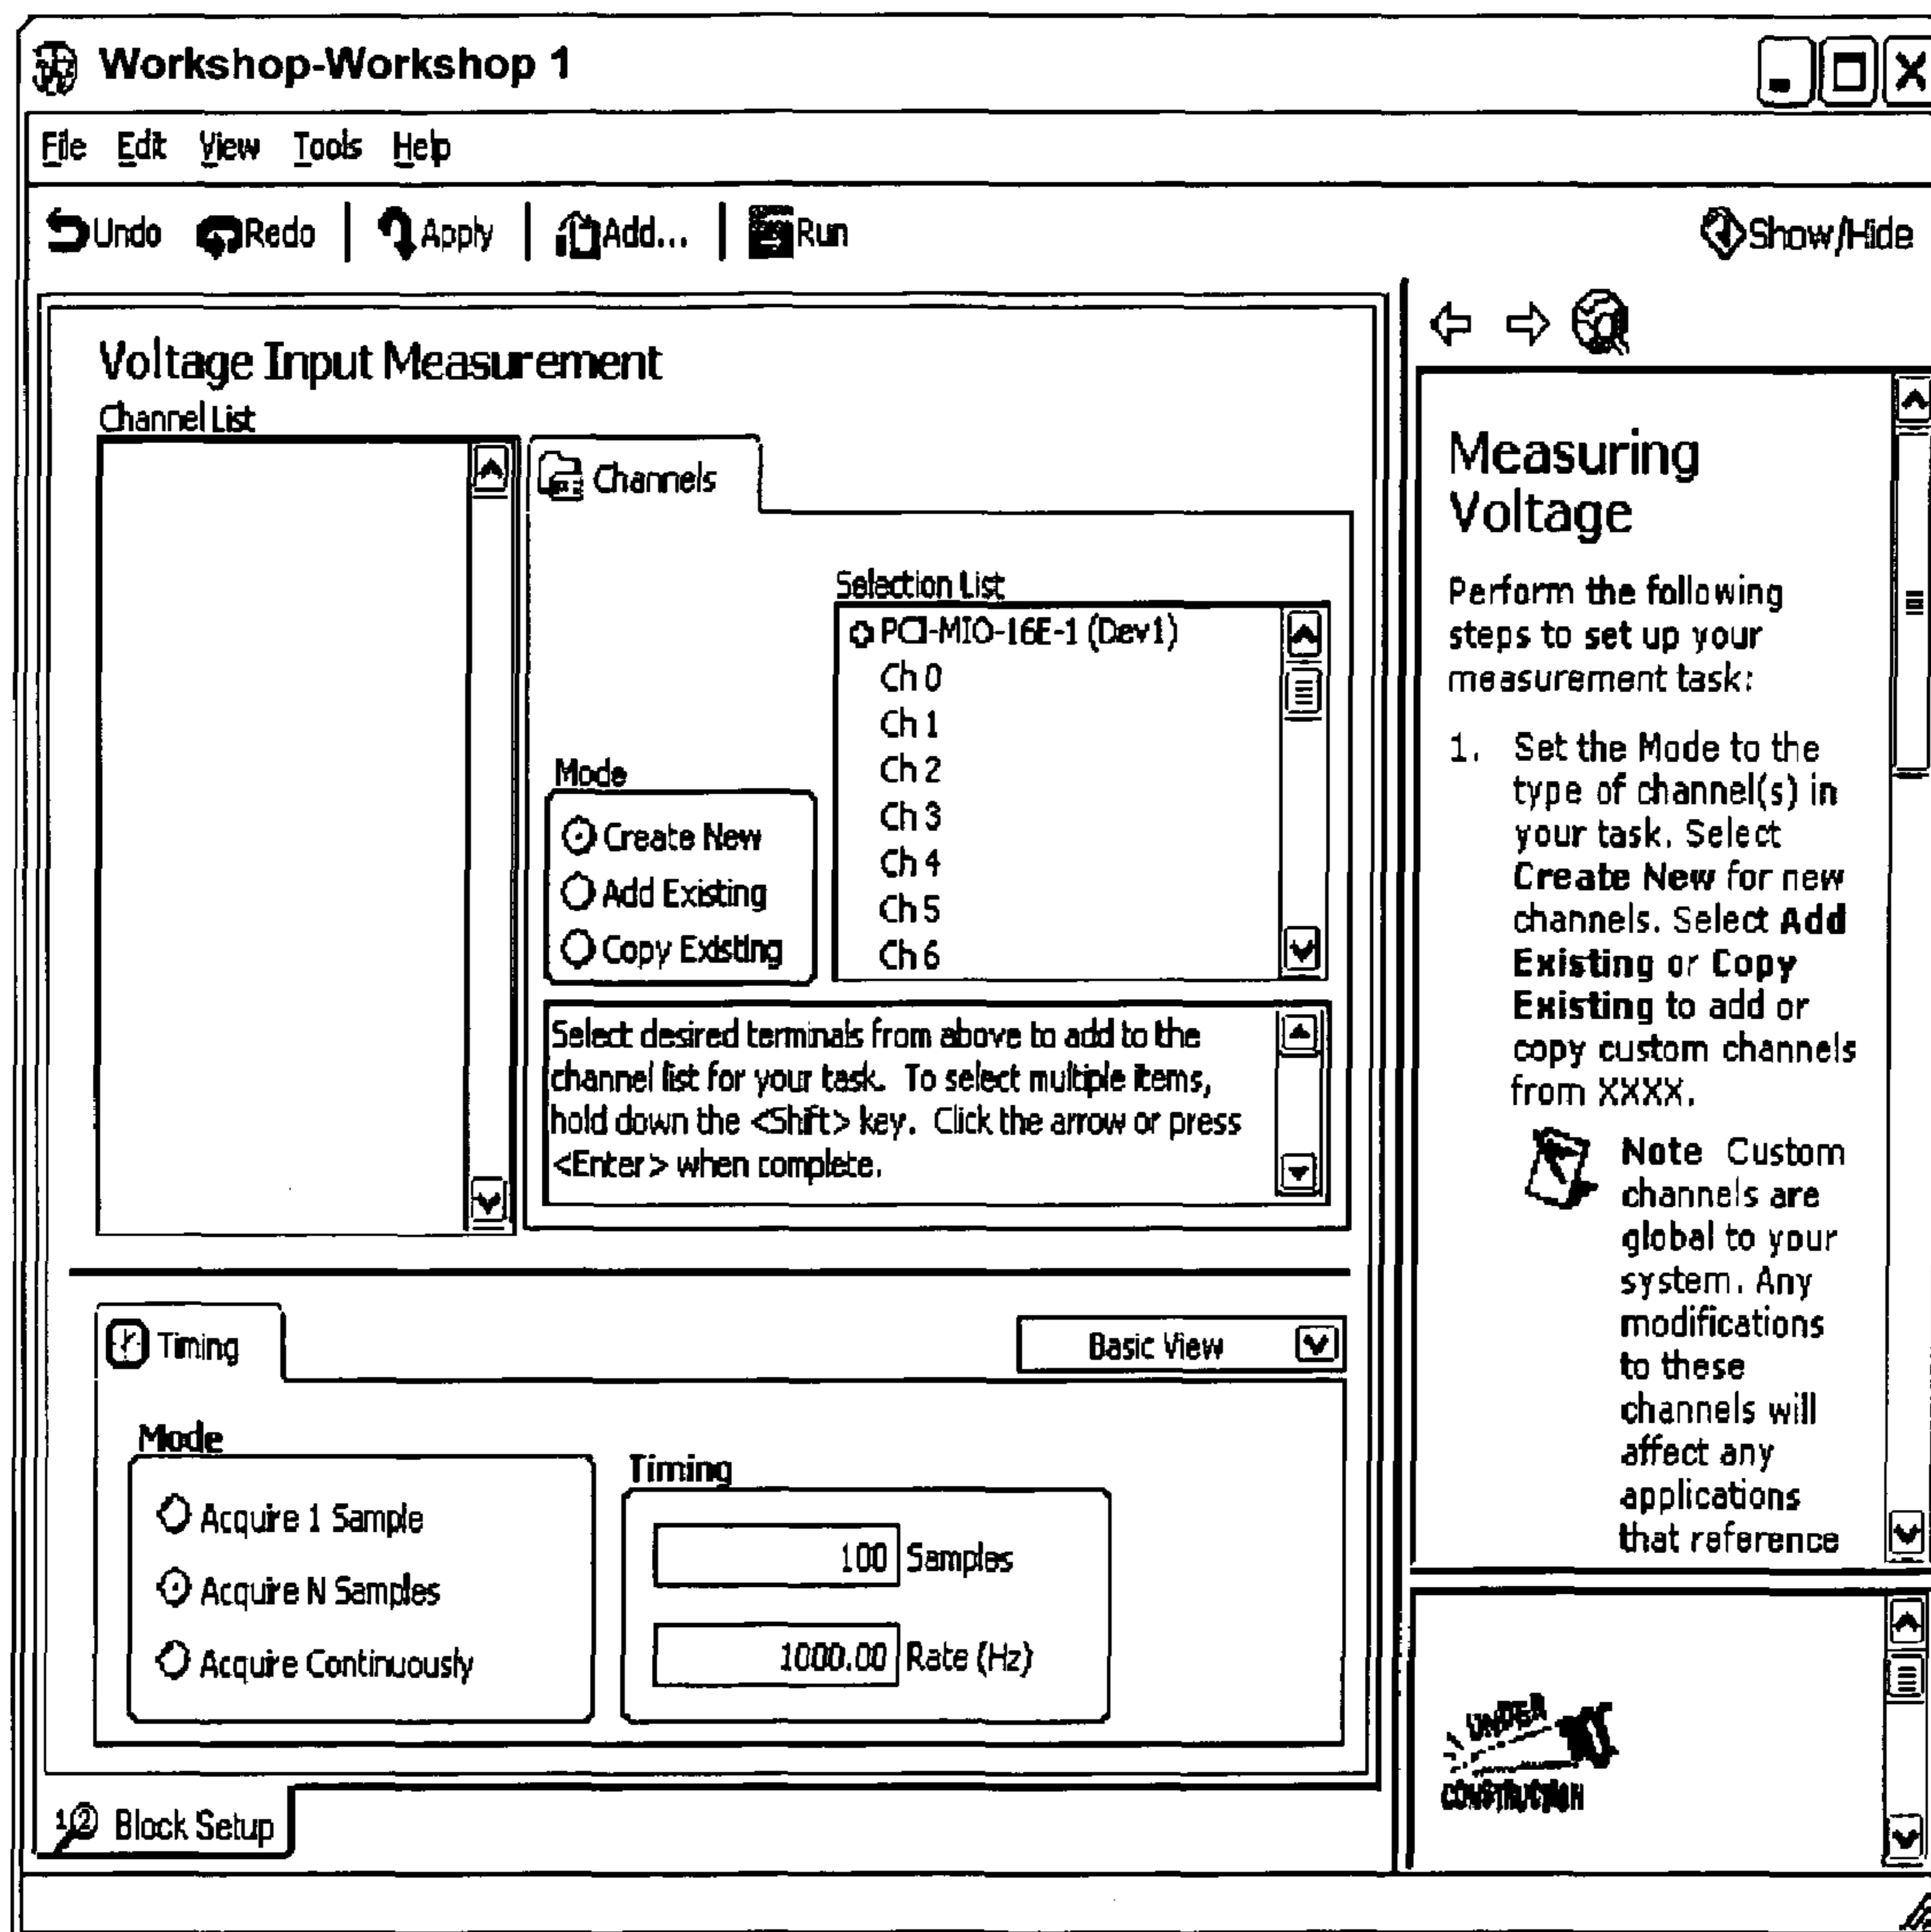 Workshop-Workshop 1
File Edit View Tools Help
Undo Redo Apply Add... Run Show/Hide
Voltage Input Measurement
Channel List
Channels
Selection List
PCI-MIO-16E-1 (Dev1)
Ch 0
Ch 1
Ch 2
Ch 3
Ch 4
Ch 5
Ch 6
Mode
Create New
Add Existing
Copy Existing
Select desired terminals from above to add to the
channel list for your task. To select multiple items,
hold down the <Shift> key. Click the arrow or press
<Enter> when complete.
Timing
Basic View
Mode
Acquire 1 Sample
Acquire N Samples
Acquire Continuously
Timing
100 Samples
1000.00 Rate (Hz)
Block Setup
Measuring
Voltage
Perform the following
steps to set up your
measurement task:
1. Set the Mode to the
type of channel(s) in
your task. Select
Create New for new
channels. Select Add
Existing or Copy
Existing to add or
copy custom channels
from XXXX.
Note Custom
channels are
global to your
system. Any
modifications
to these
channels will
affect any
applications
that reference
UNDER
CONSTRUCTION